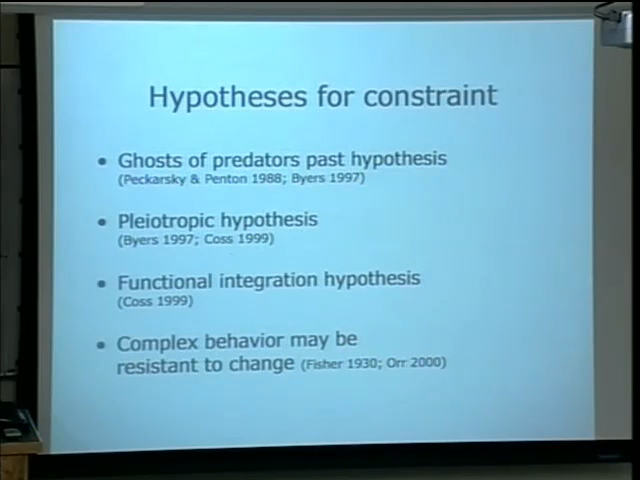 Hypotheses for constraint
• Ghosts of predators past hypothesis
(Peckarsky & Penton 1988; Byers 1997)
• Pleiotropic hypothesis
(Byers 1997; Coss 1999)
• Functional integration hypothesis
(Coss 1999)
• Complex behavior may be
resistant to change (Fisher 1930; Orr 2000)